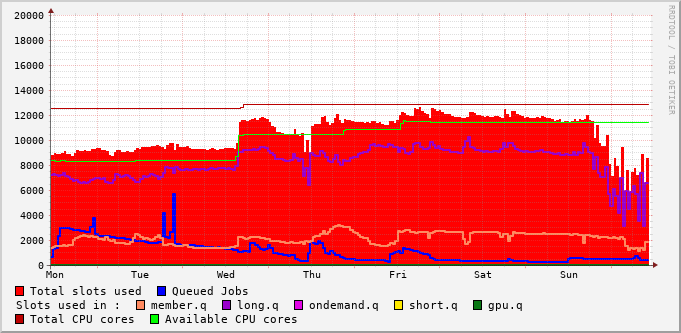 RRDTOOL / TOBI OETIKER
20000
18000
16000
14000
12000
10000
8000
6000
4000
2000
0
Mon Tue Wed Thu Fri Sat Sun
Total slots used Queued Jobs
Slots used in : member.q long.q ondemand.q short.q gpu.q
Total CPU cores Available CPU cores